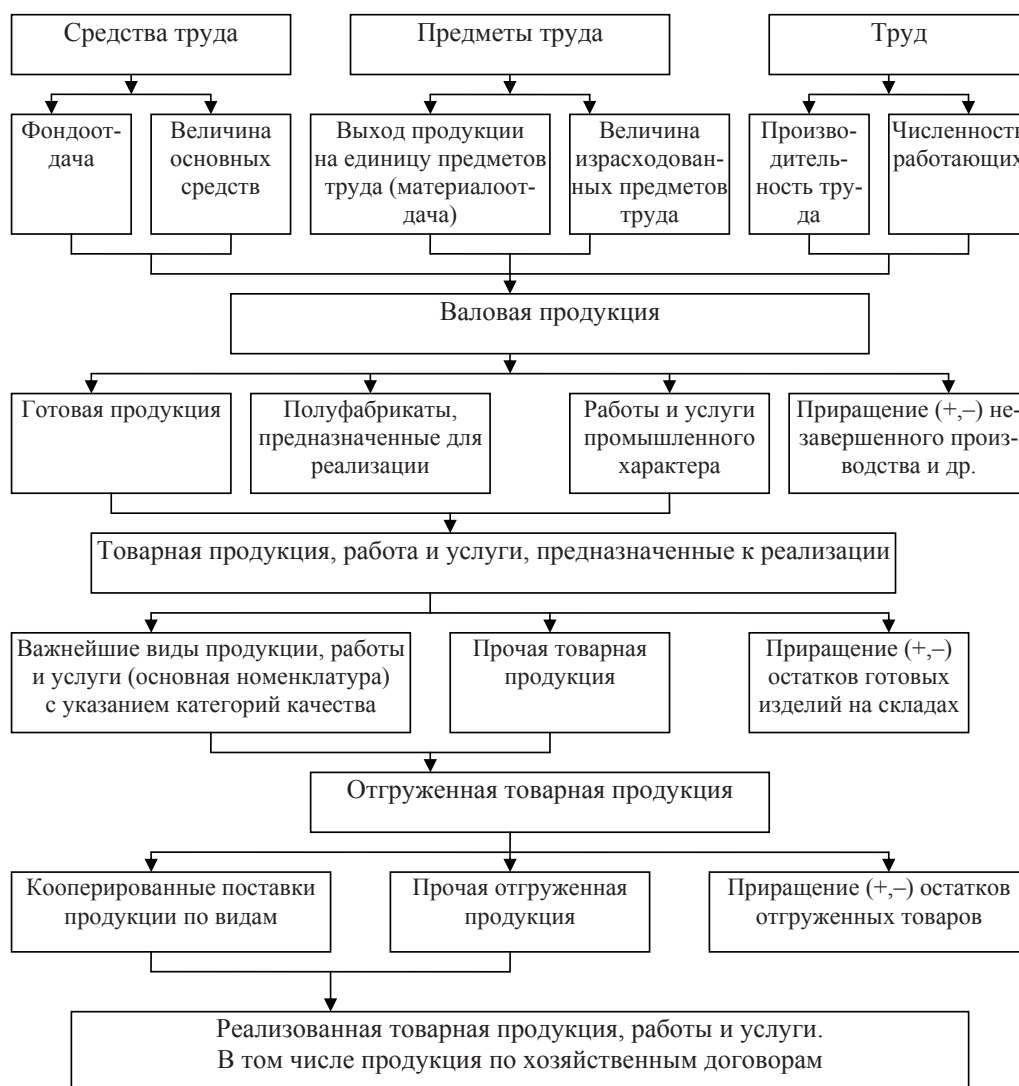 Средства труда
Предметы труда
Труд
Фондоот-
дача
Величина
основных
средств
Выход продукции
на единицу предметов
труда (материалоот-
дача)
Величина
израсходован-
ных предметов
труда
Произво-
дитель-
ность тру-
да
Численность
работающих
Валовая продукция
Готовая продукция
Полуфабрикаты,
предназначенные для
реализации
Работы и услуги
промышленного
характера
Приращение (+,–) не-
завершенного произ-
водства и др.
Товарная продукция, работа и услуги, предназначенные к реализации
Важнейшие виды продукции, работы
и услуги (основная номенклатура)
с указанием категорий качества
Прочая товарная
продукция
Приращение (+,–)
остатков готовых
изделий на складах
Отгруженная товарная продукция
Кооперированные поставки
продукции по видам
Прочая отгруженная
продукция
Приращение (+,–) остатков
отгруженных товаров
Реализованная товарная продукция, работы и услуги.
В том числе продукция по хозяйственным договорам